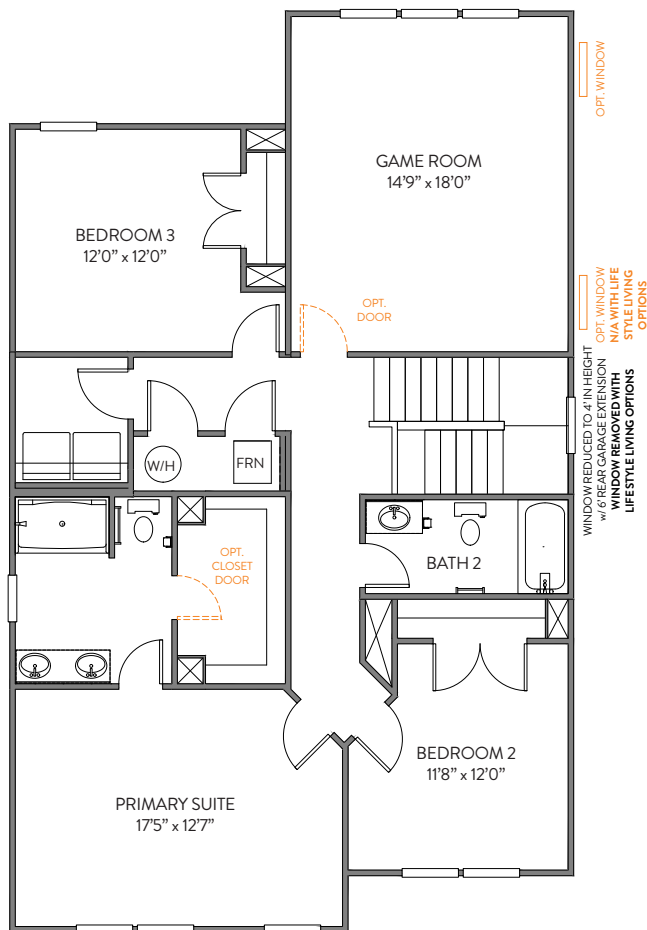 OPT. WINDOW
GAME ROOM
14’9” x 18’0”
BEDROOM 3
12’0” x 12’0”
OPT.
DOOR
OPT. WINDOW
N/A WITH LIFE
STYLE LIVING
OPTIONS
WINDOW REDUCED TO 4' IN HEIGHT
w/ 6' REAR GARAGE EXTENSION
WINDOW REMOVED WITH
LIFESTYLE LIVING OPTIONS
W/H
FRN
OPT.
CLOSET
DOOR
BATH 2
BEDROOM 2
11’8” x 12’0”
PRIMARY SUITE
17’5” x 12’7”